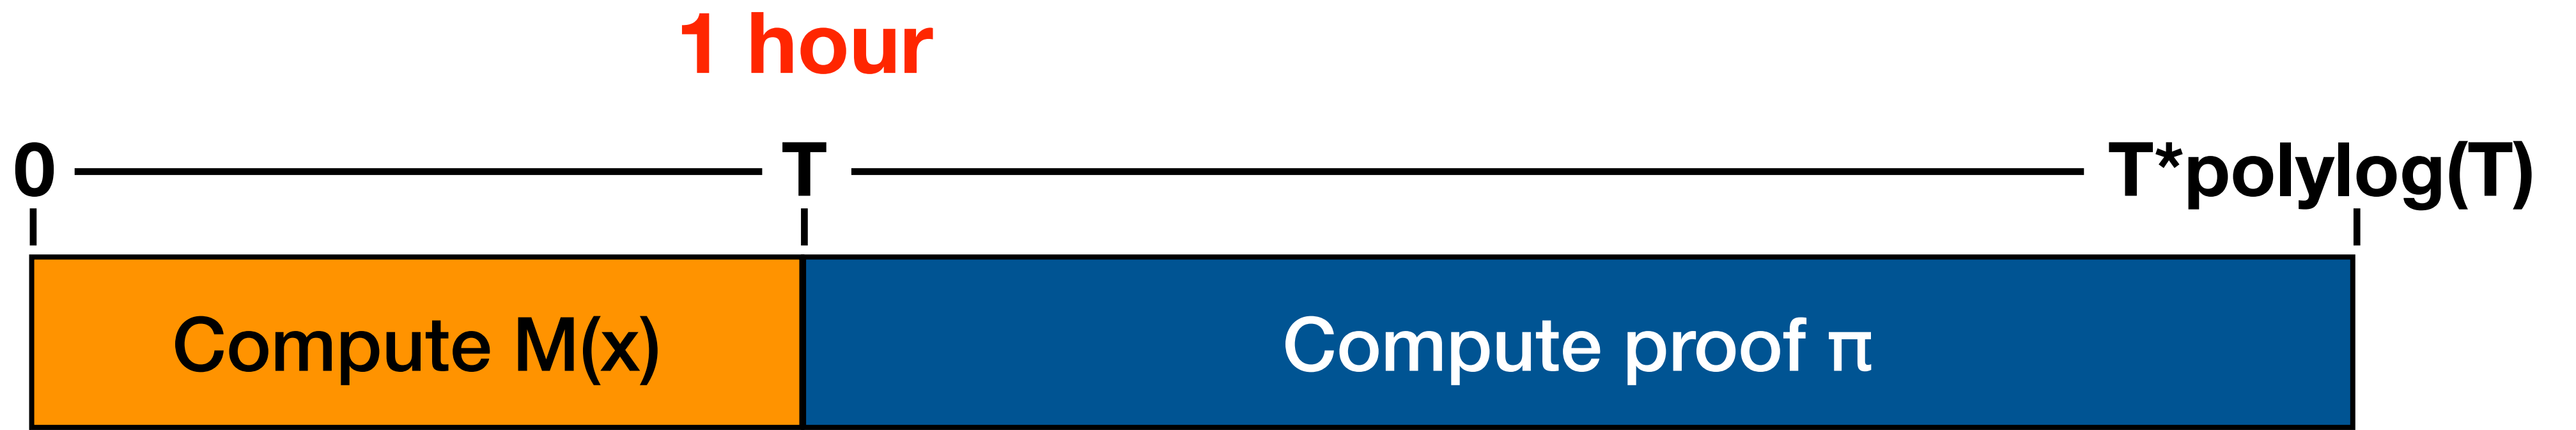 1 hour
0 T T*polylog(T)
Compute M(x) Compute proof π